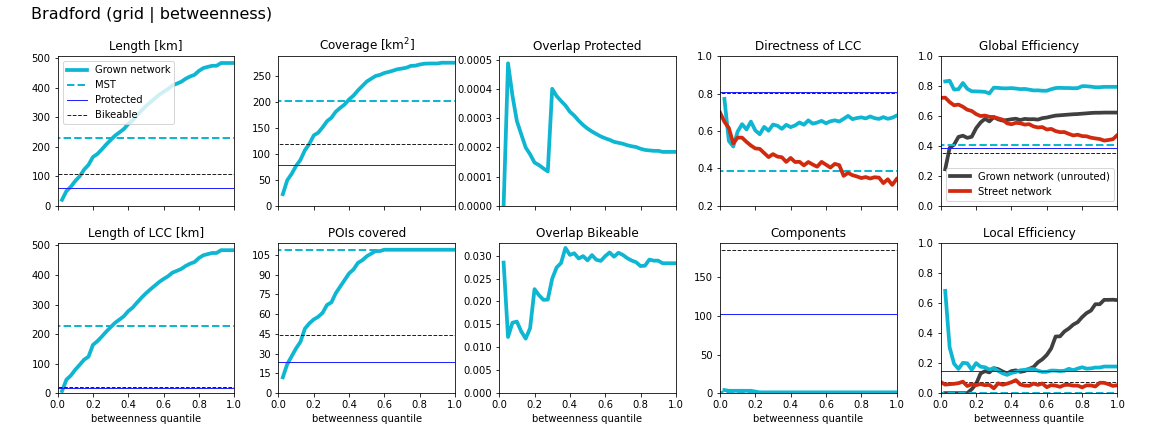 Bradford (grid | betweenness)
Length [km]
Coverage [km²]
Overlap Protected
Directness of LCC
Global Efficiency
500
400
300
200
100
0
Grown network
MST
Protected
Bikeable
250
200
150
100
50
0
0.0005
0.0004
0.0003
0.0002
0.0001
0.0000
1.0
0.8
0.6
0.4
0.2
1.0
0.8
0.6
0.4
0.2
0.0
Grown network (unrouted)
Street network
Length of LCC [km]
POIs covered
Overlap Bikeable
Components
Local Efficiency
500
400
300
200
100
0
105
90
75
60
45
30
15
0.030
0.025
0.020
0.015
0.010
0.005
0.000
150
100
50
0
1.0
0.8
0.6
0.4
0.2
0.0
0.0 0.2 0.4 0.6 0.8 1.0
0.0 0.2 0.4 0.6 0.8 1.0
0.0 0.2 0.4 0.6 0.8 1.0
0.0 0.2 0.4 0.6 0.8 1.0
0.0 0.2 0.4 0.6 0.8 1.0
betweenness quantile
betweenness quantile
betweenness quantile
betweenness quantile
betweenness quantile